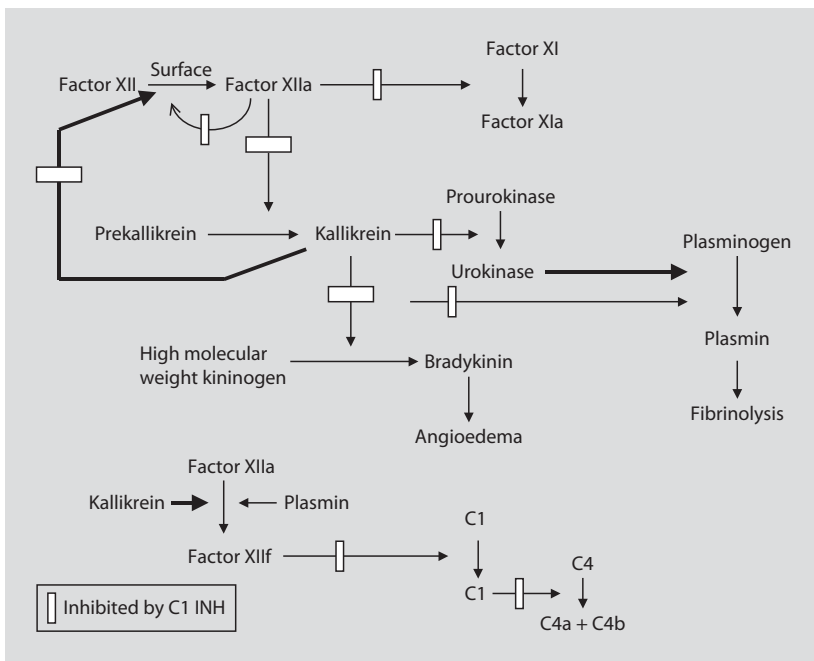 Factor XI
Surface
Factor XII
Factor XIIa
Factor XIa
Prourokinase
Prekallikrein
Kallikrein
Plasminogen
Urokinase
Plasmin
High molecular
weight kininogen
Bradykinin
Fibrinolysis
Angioedema
Factor XIIa
Kallikrein
Plasmin
C1
Factor XIIf
C4
C1
C4a + C4b
Inhibited by C1 INH